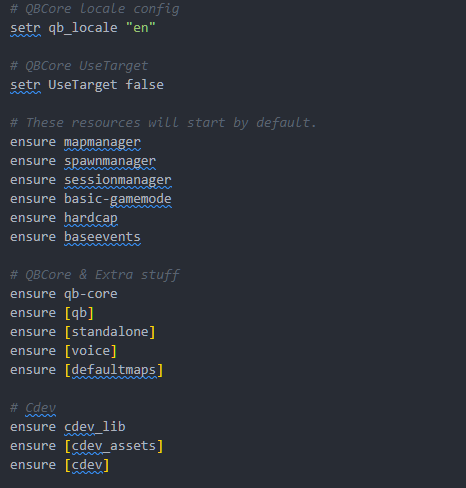 # QBCore locale config
setr qb_locale "en"
# QBCore UseTarget
setr UseTarget false
# These resources will start by default.
ensure mapmanager
ensure spawnmanager
ensure sessionmanager
ensure basic-gamemode
ensure hardcap
ensure baseevents
# QBCore & Extra stuff
ensure qb-core
ensure [qb]
ensure [standalone]
ensure [voice]
ensure [defaultmaps]
# Cdev
ensure cdev_lib
ensure [cdev_assets]
ensure [cdev]